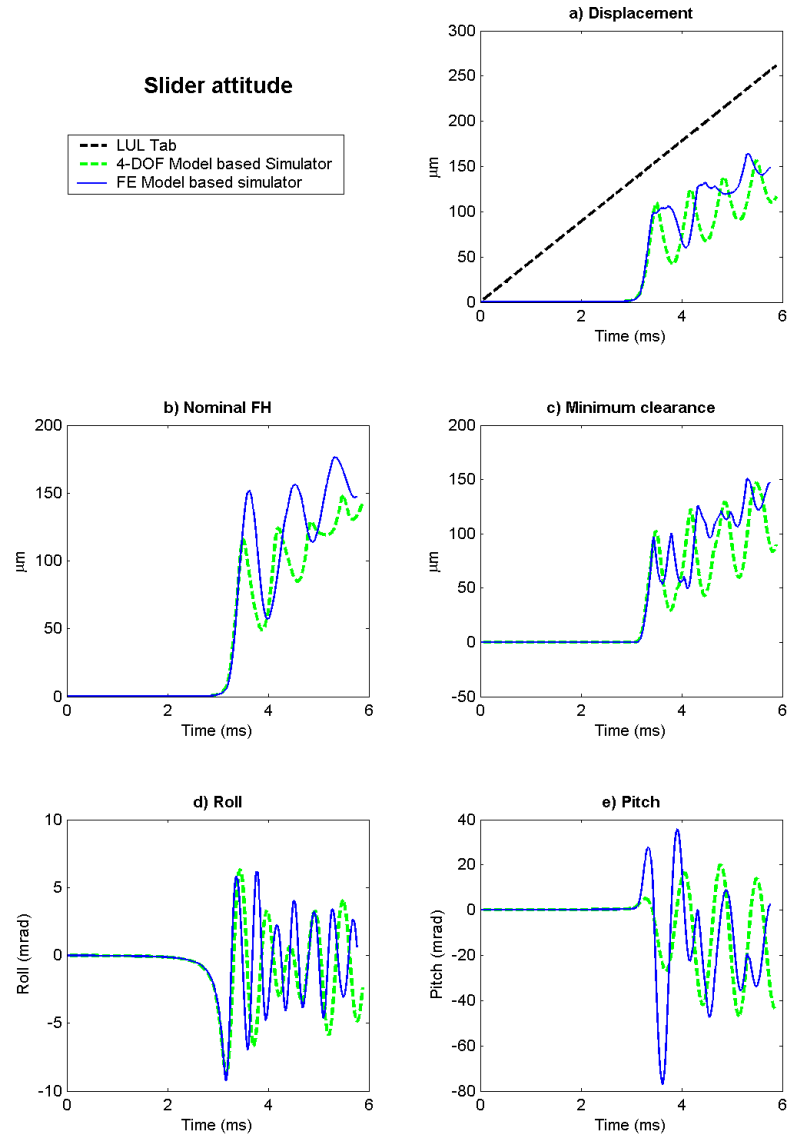 a) Displacement
Slider attitude
LUL Tab
4-DOF Model based Simulator
FE Model based simulator
300
250
200
150
100
50
0
μm
0 2 4 6
Time (ms)
b) Nominal FH
200
150
100
50
0
μm
0 2 4 6
Time (ms)
c) Minimum clearance
200
150
100
50
0
-50
μm
0 2 4 6
Time (ms)
d) Roll
10
5
0
-5
-10
Roll (mrad)
0 2 4 6
Time (ms)
e) Pitch
40
20
0
-20
-40
-60
-80
Pitch (mrad)
0 2 4 6
Time (ms)